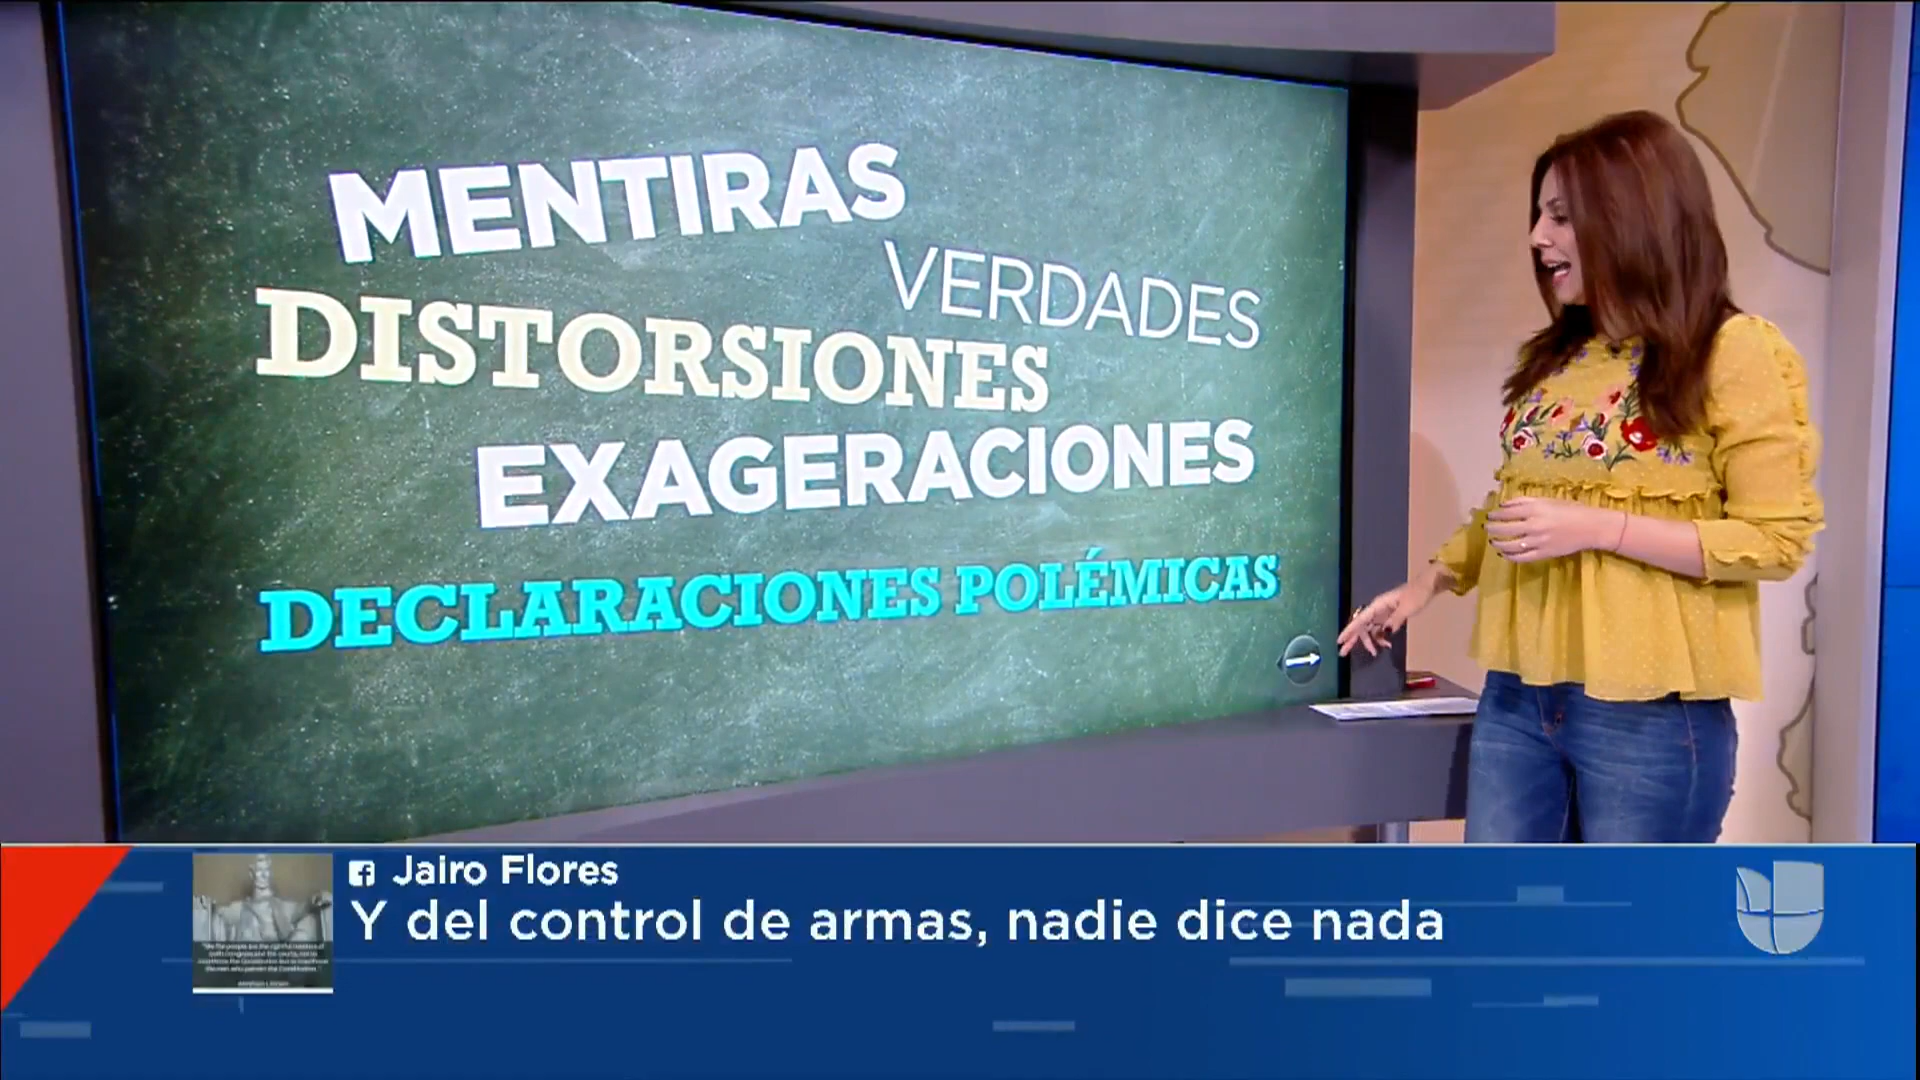 MENTIRAS
VERDADES
DISTORSIONES
EXAGERACIONES
DECLARACIONES POLÉMICAS
Jairo Flores
Y del control de armas, nadie dice nada